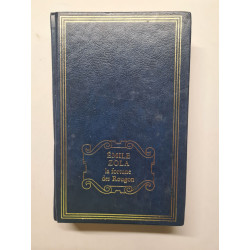 ÉMILE
ZOLA
la fortune
des Rougon